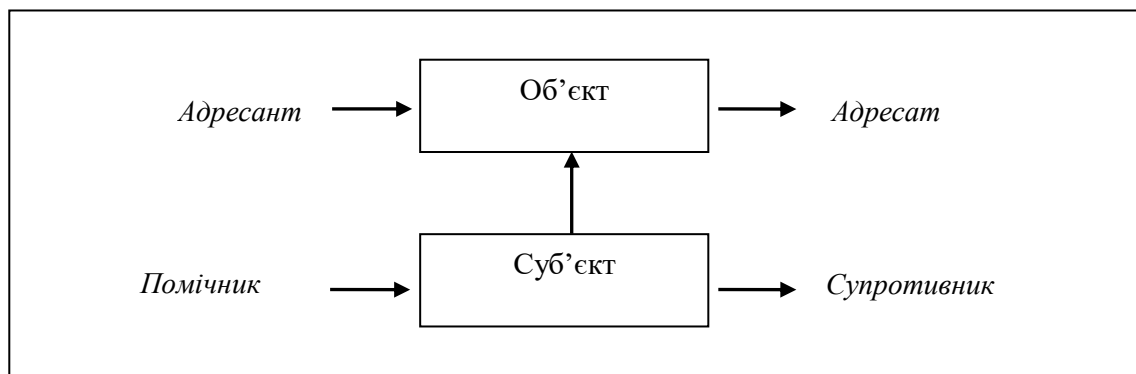 Об’єкт
Адресант
Адресат
Суб’єкт
Помічник
Супротивник